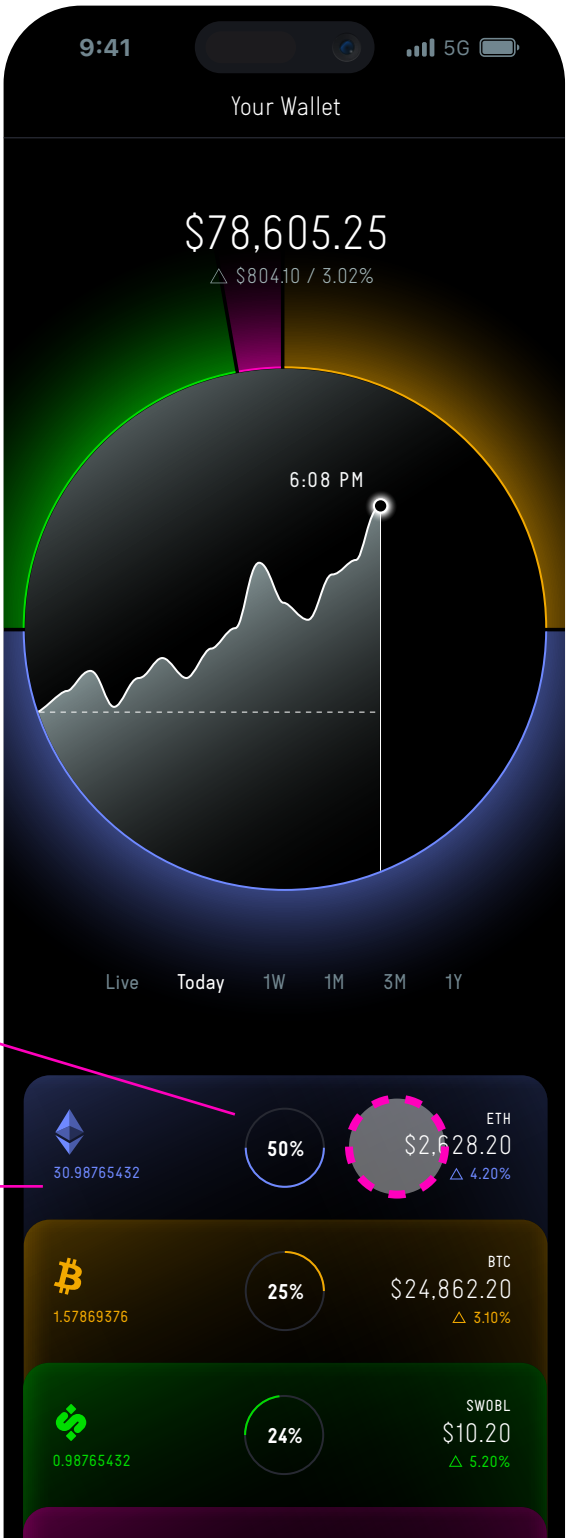 9:41 5G
Your Wallet
$78,605.25
△ $804.10 / 3.02%
6:08 PM
Live Today 1W 1M 3M 1Y
ETH
50% $2,628.20
30.98765432 △ 4.20%
BTC
25% $24,862.20
1.57869376 △ 3.10%
SWOBL
24% $10.20
0.98765432 △ 5.20%